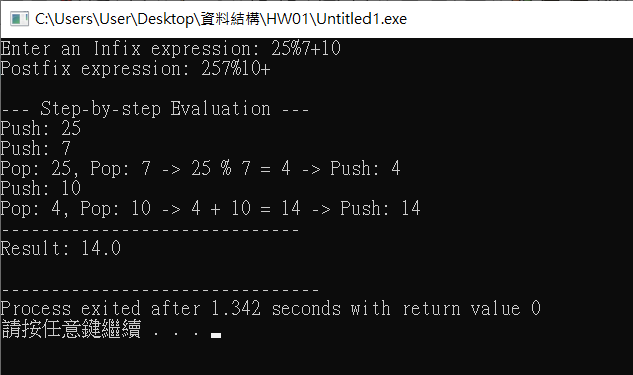 C:\Users\User\Desktop\資料結構\HW01\Untitled1.exe
Enter an Infix expression: 25%7+10
Postfix expression: 257%10+
--- Step-by-step Evaluation ---
Push: 25
Push: 7
Pop: 25, Pop: 7 -> 25 % 7 = 4 -> Push: 4
Push: 10
Pop: 4, Pop: 10 -> 4 + 10 = 14 -> Push: 14
------------------------------
Result: 14.0
--------------------------------
Process exited after 1.342 seconds with return value 0
請按任意鍵繼續 . . .